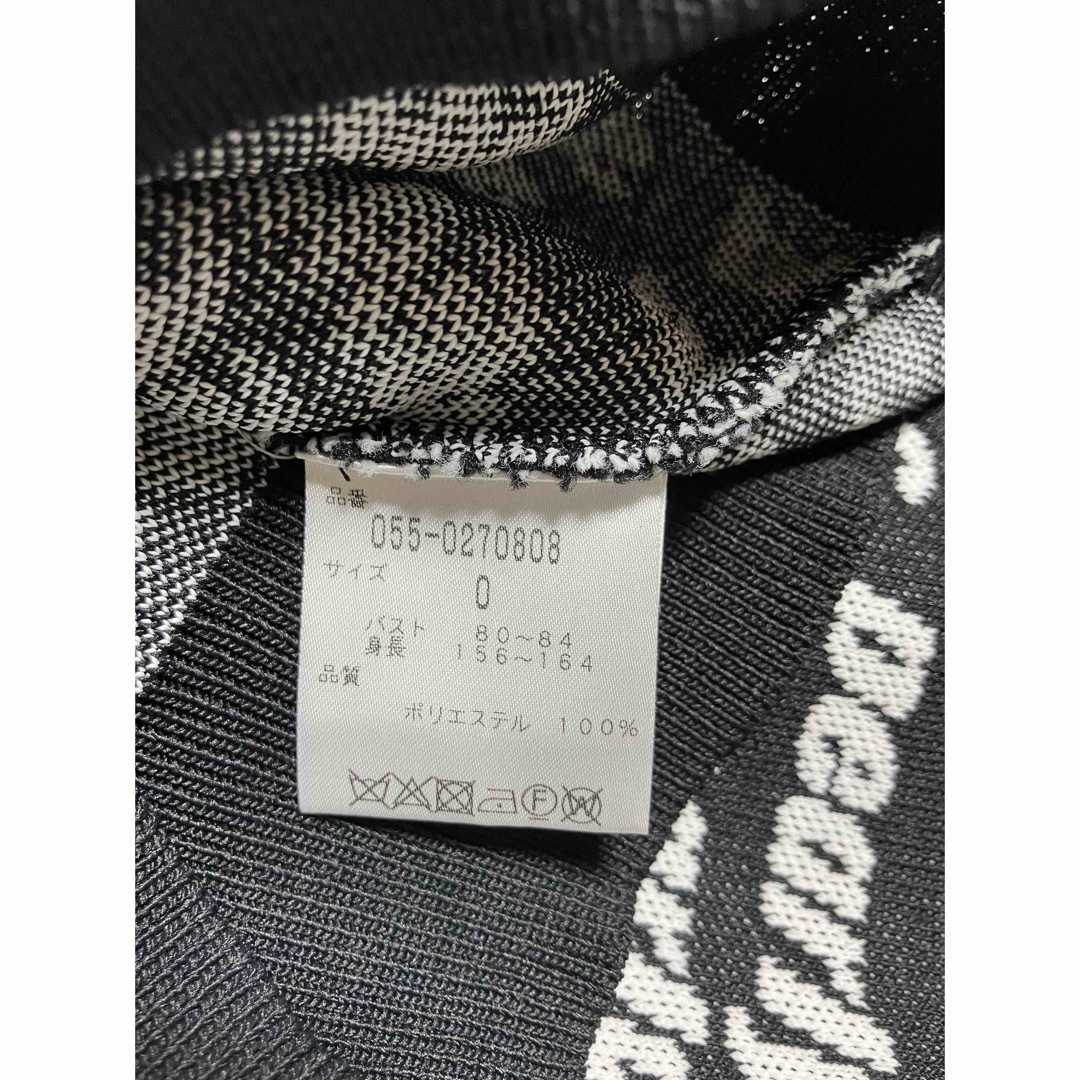 品番
055-0270808
サイズ
0
バスト 80～84
身長 156～164
品質
ポリエステル 100%
F W